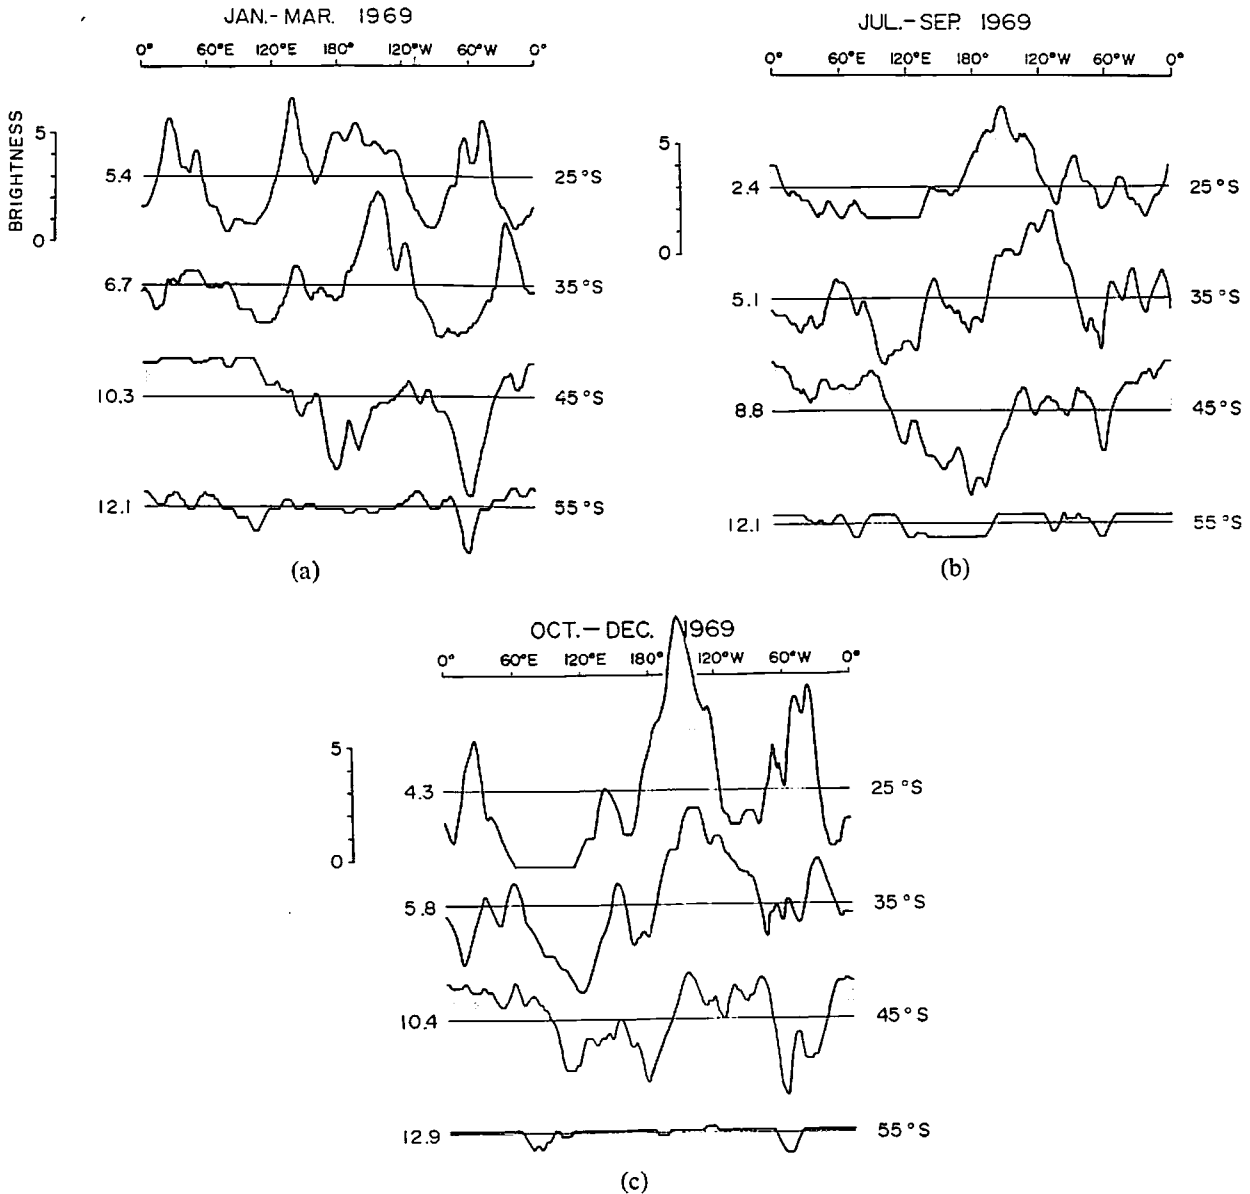 JAN.-MAR. 1969
0° 60°E 120°E 180° 120°W 60°W 0°
BRIGHTNESS
5
0
5.4 25°S
6.7 35°S
10.3 45°S
12.1 55°S
(a)
JUL.-SEP. 1969
0° 60°E 120°E 180° 120°W 60°W 0°
5
0
2.4 25°S
5.1 35°S
8.8 45°S
12.1 55°S
(b)
OCT.-DEC. 1969
0° 60°E 120°E 180° 120°W 60°W 0°
5
0
4.3 25°S
5.8 35°S
10.4 45°S
12.9 55°S
(c)